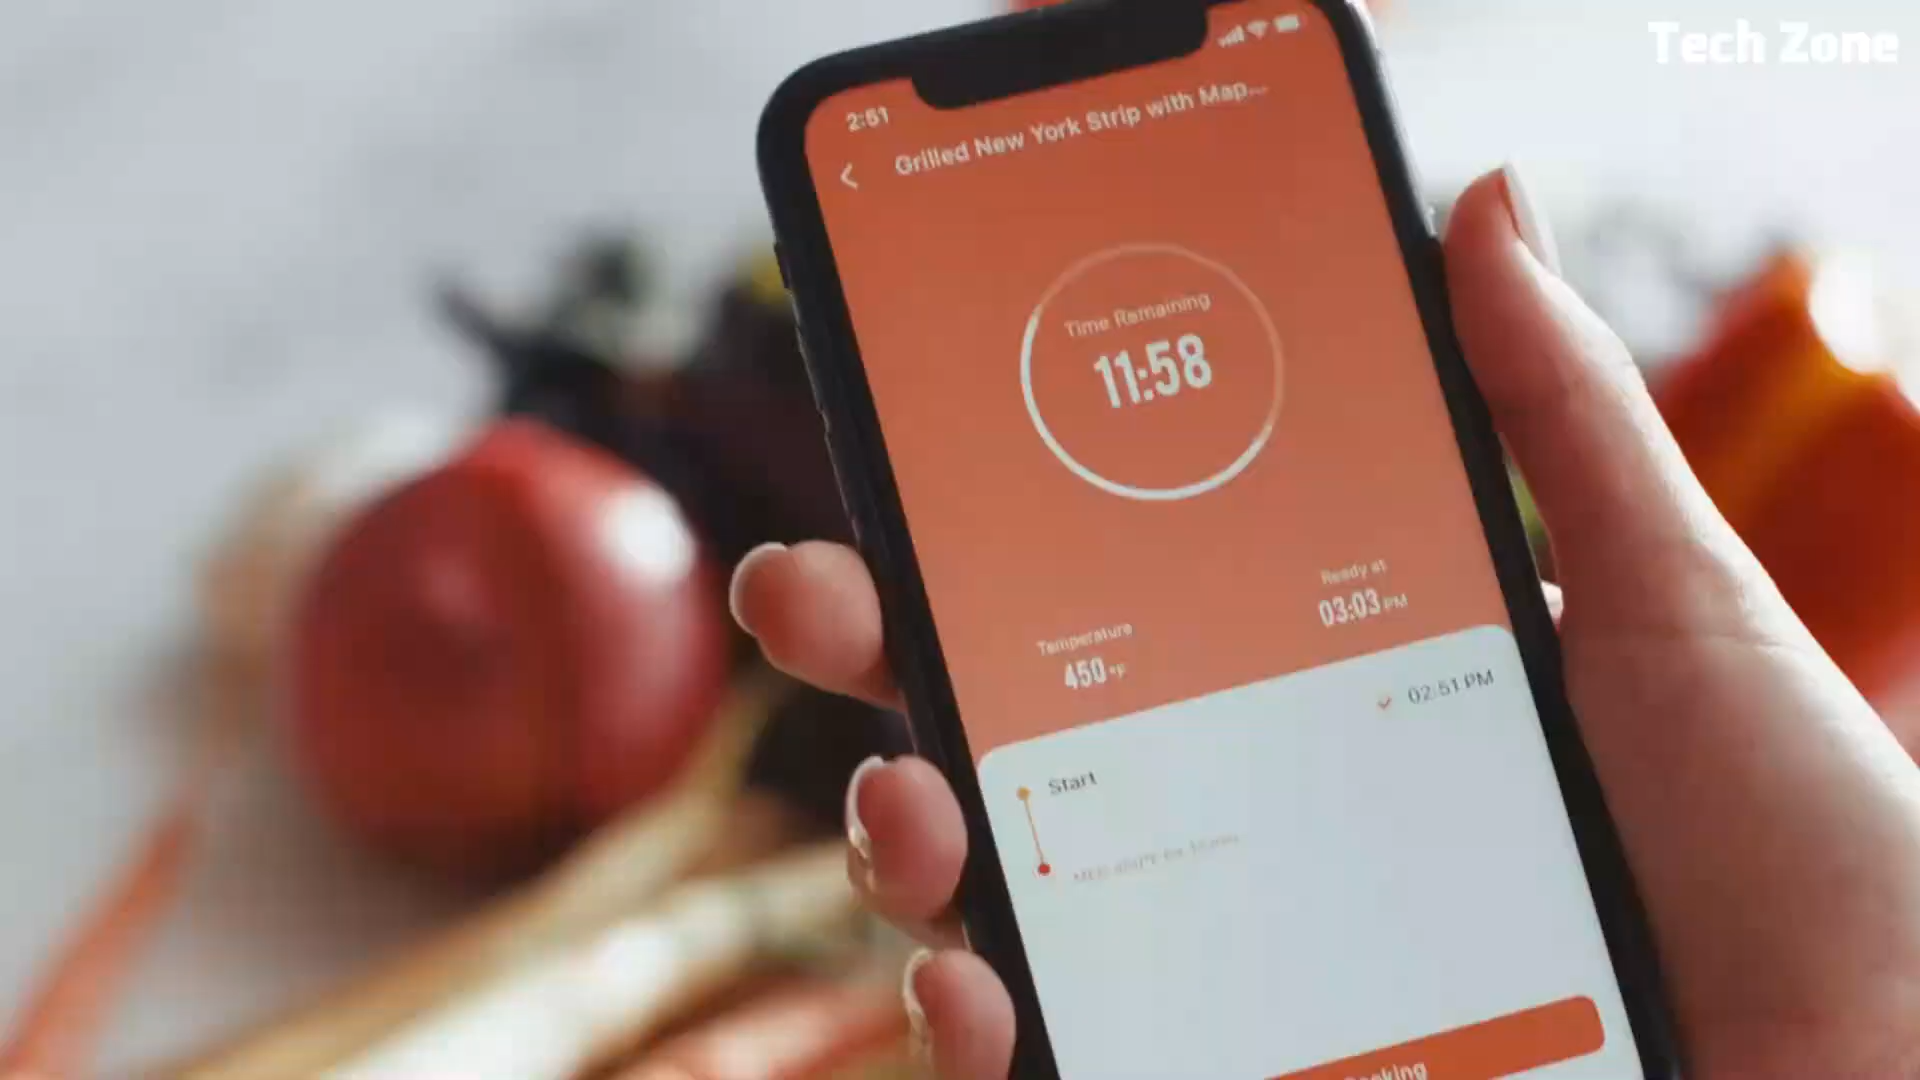 Tech Zone
2:51
Grilled New York Strip with Map...
Time Remaining
11:58
Ready at
03:03 PM
Temperature
450 °F
02:51 PM
Start